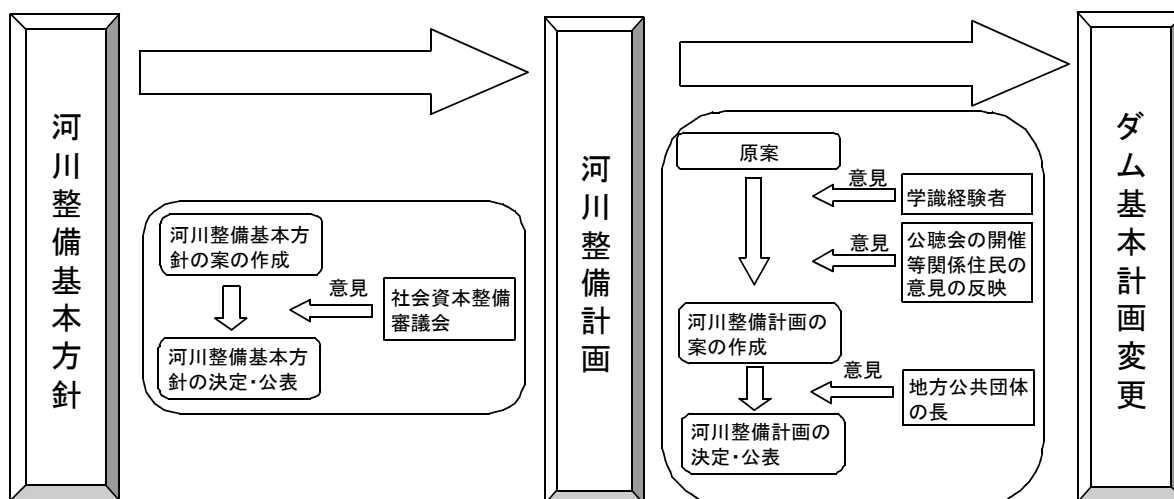 河川整備基本方針
河川整備基本方
針の案の作成
意見
社会資本整備
審議会
河川整備基本方
針の決定・公表
河川整備計画
原案
意見
学識経験者
意見
公聴会の開催
等関係住民の
意見の反映
河川整備計画の
案の作成
意見
地方公共団体
の長
河川整備計画の
決定・公表
ダム基本計画変更